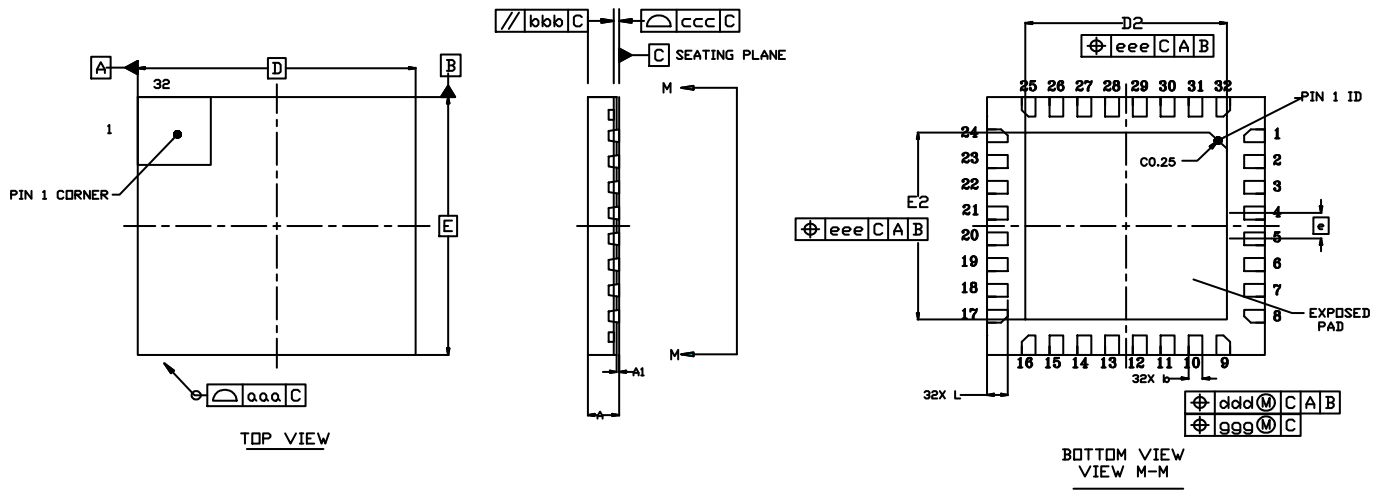 A
D
B
32
1
PIN 1 CORNER
E
aaa C
TOP VIEW
// bbb C
ccc C
C SEATING PLANE
M
M
A1
A
D2
eee C A B
25 26 27 28 29 30 31 32
PIN 1 ID
C0.25
24
23
22
21
20
19
18
17
1
2
3
4
5
6
7
8
E2
eee C A B
e
EXPOSED
PAD
16 15 14 13 12 11 10 9
32X b
32X L
ddd Ⓜ C A B
ggg Ⓜ C
BOTTOM VIEW
VIEW M-M